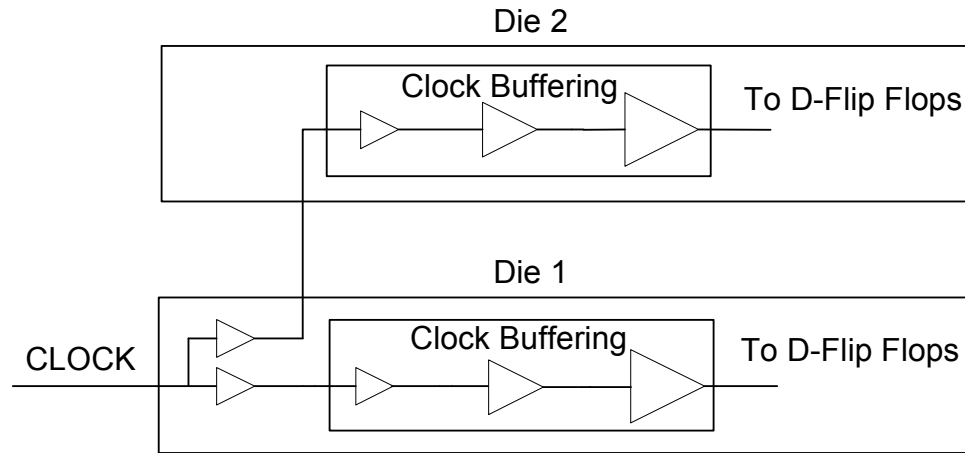 Die 2
Clock Buffering
To D-Flip Flops
Die 1
Clock Buffering
To D-Flip Flops
CLOCK